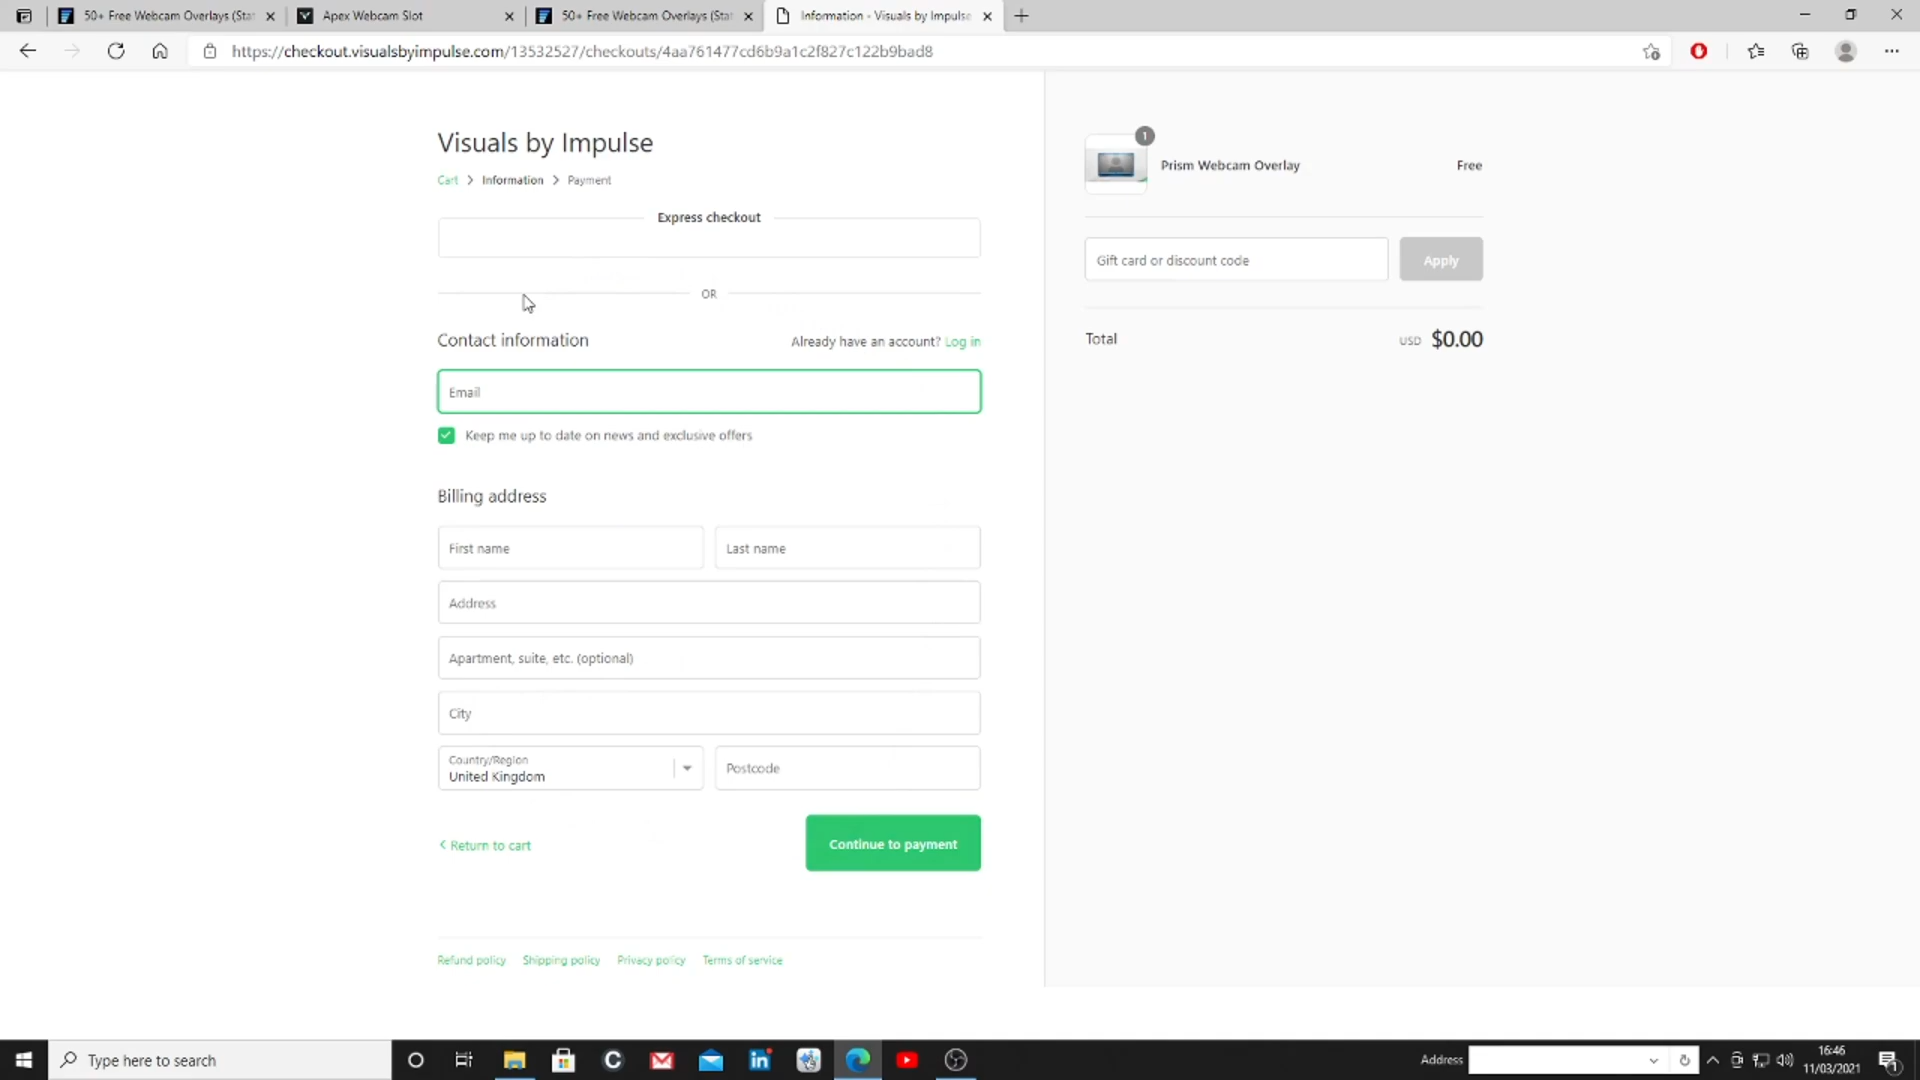 50+ Free Webcam Overlays (Sta
Apex Webcam Slot
50+ Free Webcam Overlays (Sta
Information - Visuals by Impulse
https://checkout.visualsbyimpulse.com/13532527/checkouts/4aa761477cd6b9a1c2f827c122b9bad8
Visuals by Impulse
Cart > Information > Payment
Express checkout
OR
Contact information
Already have an account? Log in
Email
Keep me up to date on news and exclusive offers
Billing address
First name
Last name
Address
Apartment, suite, etc. (optional)
City
Country/Region
United Kingdom
Postcode
< Return to cart
Continue to payment
Refund policy Shipping policy Privacy policy Terms of service
1
Prism Webcam Overlay Free
Gift card or discount code
Apply
Total USD $0.00
Type here to search
Address
16:46
11/03/2021
1